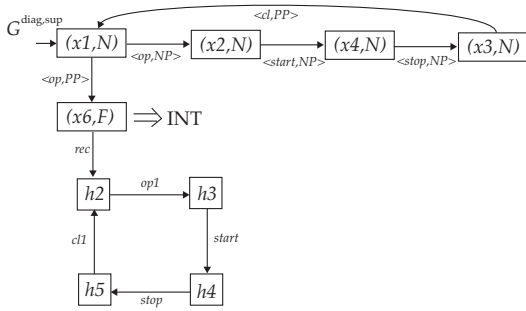 <cl,PP>
G^diag,sup
(x1,N)
<op,NP>
(x2,N)
<start,NP>
(x4,N)
<stop,NP>
(x3,N)
<op,PP>
(x6,F)
INT
rec
h2
op1
h3
cl1
start
h5
stop
h4